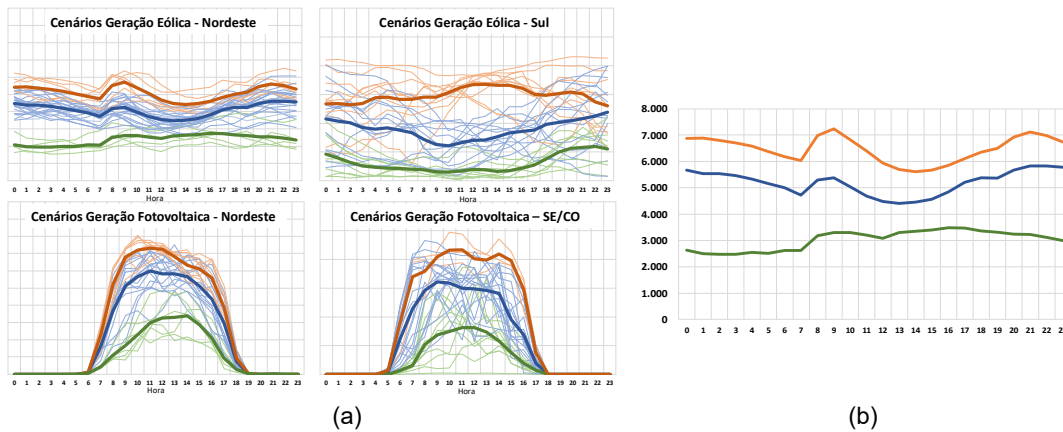 Cenários Geração Eólica - Nordeste
0 1 2 3 4 5 6 7 8 9 10 11 12 13 14 15 16 17 18 19 20 21 22 23
Hora
Cenários Geração Eólica - Sul
0 1 2 3 4 5 6 7 8 9 10 11 12 13 14 15 16 17 18 19 20 21 22 23
Hora
Cenários Geração Fotovoltaica - Nordeste
0 1 2 3 4 5 6 7 8 9 10 11 12 13 14 15 16 17 18 19 20 21 22 23
Hora
Cenários Geração Fotovoltaica – SE/CO
0 1 2 3 4 5 6 7 8 9 10 11 12 13 14 15 16 17 18 19 20 21 22 23
Hora
(a)
8.000
7.000
6.000
5.000
4.000
3.000
2.000
1.000
0
0 1 2 3 4 5 6 7 8 9 10 11 12 13 14 15 16 17 18 19 20 21 22 23
(b)